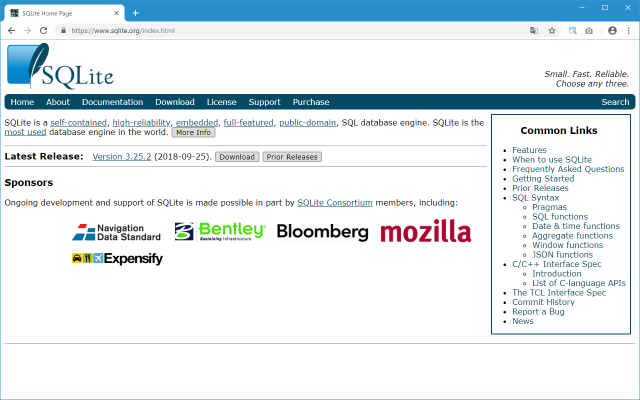 SQLite Home Page
https://www.sqlite.org/index.html
SQLite
Small. Fast. Reliable.
Choose any three.
Home About Documentation Download License Support Purchase Search
SQLite is a self-contained, high-reliability, embedded, full-featured, public-domain, SQL database engine. SQLite is the
most used database engine in the world. More Info
Latest Release: Version 3.25.2 (2018-09-25). Download Prior Releases
Sponsors
Ongoing development and support of SQLite is made possible in part by SQLite Consortium members, including:
Navigation
Data Standard
Bentley
Sustaining Infrastructure
Bloomberg
mozilla
Expensify
Common Links
Features
When to use SQLite
Frequently Asked Questions
Getting Started
Prior Releases
SQL Syntax
Pragmas
SQL functions
Date & time functions
Aggregate functions
Window functions
JSON functions
C/C++ Interface Spec
Introduction
List of C-language APIs
The TCL Interface Spec
Commit History
Report a Bug
News